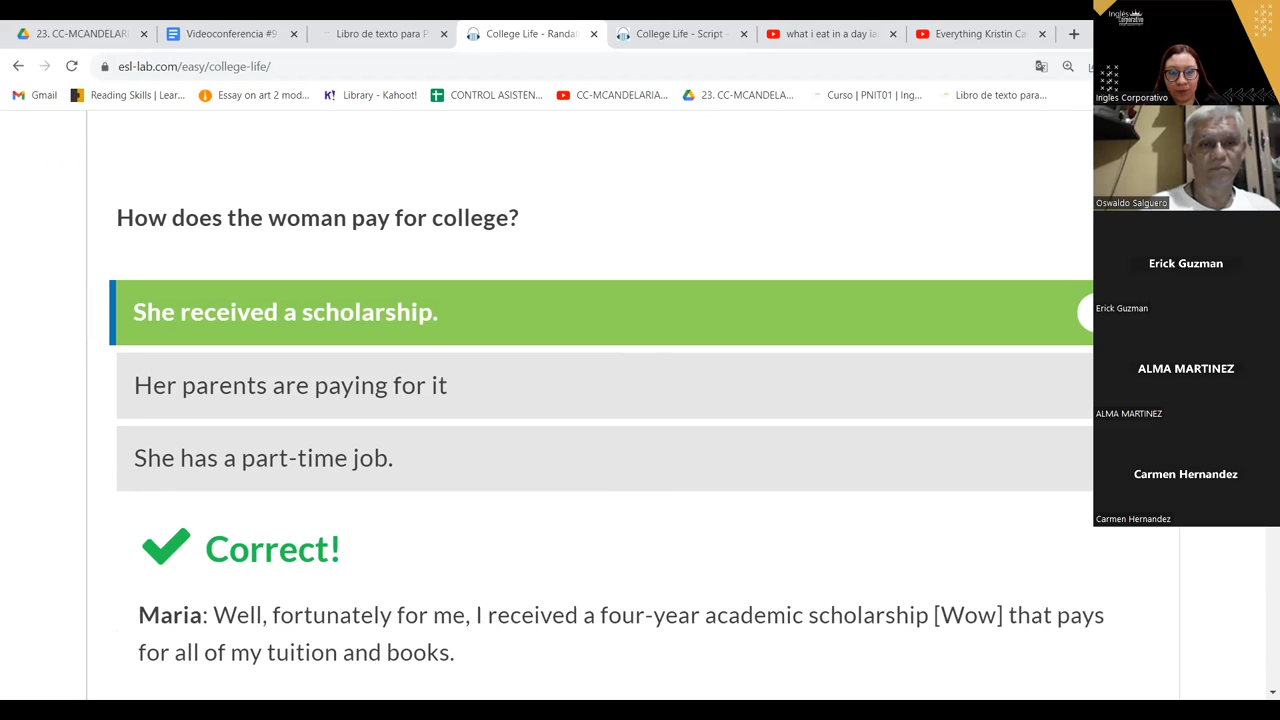 23. CC-MCANDELARI
Videoconferencia #9
Libro de texto para
College Life - Randal
College Life – Script -
what i eat in a day
Everything Kristin Ca
esl-lab.com/easy/college-life/
Gmail
Reading Skills | Lear...
Essay on art 2 mod...
Library - Kahoot
CONTROL ASISTEN...
CC-MCANDELARIA...
23. CC-MCANDELA...
Curso | PNIT01 | Ing...
Libro de texto para...
How does the woman pay for college?
She received a scholarship.
Her parents are paying for it
She has a part-time job.
Correct!
Maria: Well, fortunately for me, I received a four-year academic scholarship [Wow] that pays
for all of my tuition and books.
Inglés
Corporativo
Ingles Corporativo
Oswaldo Salguero
Erick Guzman
Erick Guzman
ALMA MARTINEZ
ALMA MARTINEZ
Carmen Hernandez
Carmen Hernandez